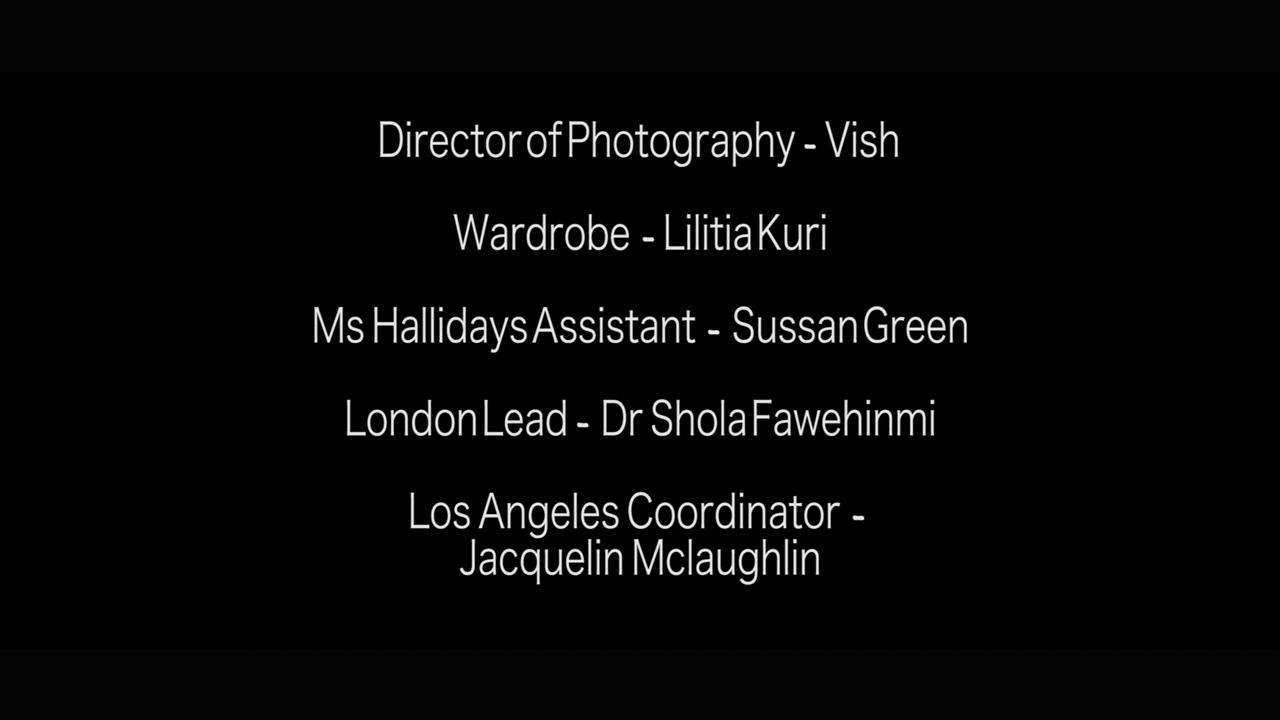 Director of Photography - Vish
Wardrobe - Lilitia Kuri
Ms Hallidays Assistant - Sussan Green
London Lead - Dr Shola Fawehinmi
Los Angeles Coordinator -
Jacquelin Mclaughlin